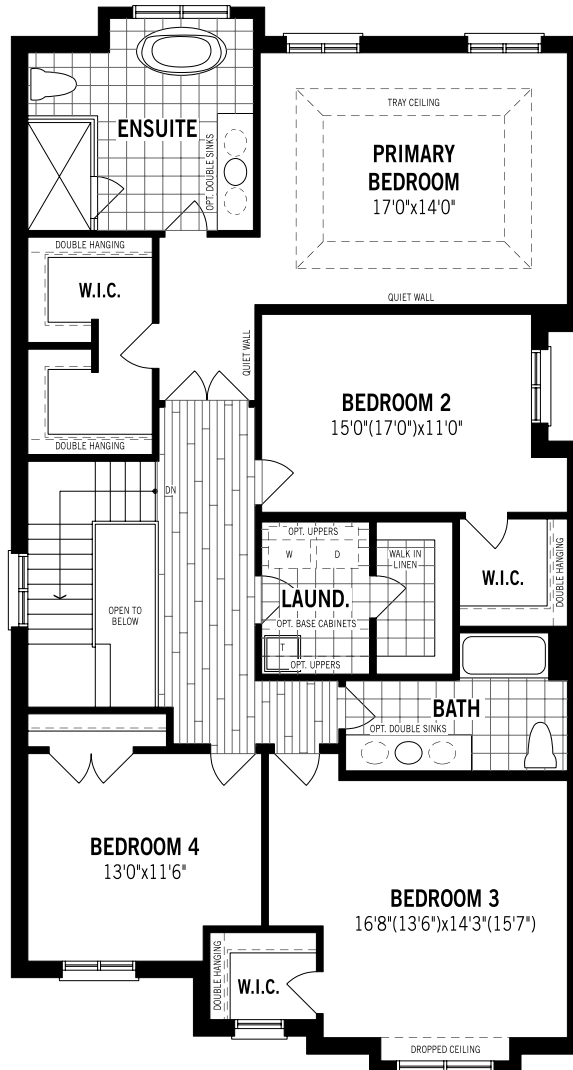 ENSUITE
OPT. DOUBLE SINKS
TRAY CEILING
PRIMARY
BEDROOM
17'0"x14'0"
QUIET WALL
DOUBLE HANGING
W.I.C.
QUIET WALL
DOUBLE HANGING
BEDROOM 2
15'0"(17'0")x11'0"
DN
OPEN TO
BELOW
OPT. UPPERS
W
D
LAUND.
OPT. BASE CABINETS
T
OPT. UPPERS
WALK IN
LINEN
W.I.C.
DOUBLE HANGING
BATH
OPT. DOUBLE SINKS
BEDROOM 4
13'0"x11'6"
BEDROOM 3
16'8"(13'6")x14'3"(15'7")
DOUBLE HANGING
W.I.C.
DROPPED CEILING